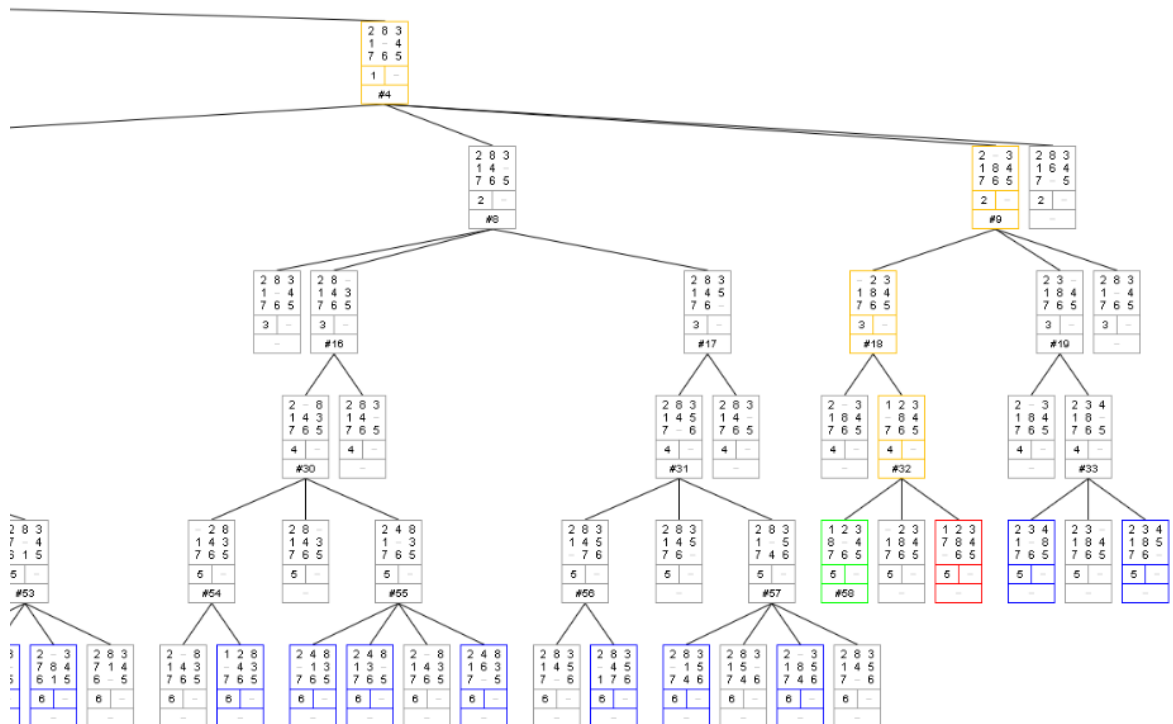 2 8 3
1 – 4
7 6 5
1 –
#4
2 8 3
1 4 –
7 6 5
2 –
#8
2 – 3
1 8 4
7 6 5
2 –
#9
2 8 3
1 6 4
7 – 5
2 –
–
2 8 3
1 – 4
7 6 5
3 –
–
2 8 –
1 4 3
7 6 5
3 –
#16
2 8 3
1 4 5
7 6 –
3 –
#17
– 2 3
1 8 4
7 6 5
3 –
#18
2 3 –
1 8 4
7 6 5
3 –
#19
2 8 3
1 – 4
7 6 5
3 –
–
2 – 8
1 4 3
7 6 5
4 –
#30
2 8 3
1 4 –
7 6 5
4 –
–
2 8 3
1 4 5
7 – 6
4 –
#31
2 8 3
1 4 –
7 6 5
4 –
–
2 – 3
1 8 4
7 6 5
4 –
–
1 2 3
– 8 4
7 6 5
4 –
#32
2 – 3
1 8 4
7 6 5
4 –
–
2 3 4
1 8 –
7 6 5
4 –
#33
2 8 3
7 – 4
6 1 5
5 –
#53
– 2 8
1 4 3
7 6 5
5 –
#54
2 8 –
1 4 3
7 6 5
5 –
–
2 4 8
1 – 3
7 6 5
5 –
#55
2 8 3
1 4 5
– 7 6
5 –
#56
2 8 3
1 4 5
7 6 –
5 –
–
2 8 3
1 – 5
7 4 6
5 –
#57
1 2 3
8 – 4
7 6 5
5 –
#58
– 2 3
1 8 4
7 6 5
5 –
–
1 2 3
7 8 4
– 6 5
5 –
–
2 3 4
1 – 8
7 6 5
5 –
–
2 3 –
1 8 4
7 6 5
5 –
–
2 3 4
1 8 5
7 6 –
5 –
–
2 – 3
7 8 4
6 1 5
6 –
–
2 8 3
7 1 4
6 – 5
6 –
–
2 – 8
1 4 3
7 6 5
6 –
–
1 2 8
– 4 3
7 6 5
6 –
–
2 4 8
– 1 3
7 6 5
6 –
–
2 4 8
1 3 –
7 6 5
6 –
–
2 – 8
1 4 3
7 6 5
6 –
–
2 4 8
1 6 3
7 – 5
6 –
–
2 8 3
1 4 5
7 – 6
6 –
–
2 8 3
– 4 5
1 7 6
6 –
–
2 8 3
– 1 5
7 4 6
6 –
–
2 8 3
1 5 –
7 4 6
6 –
–
2 – 3
1 8 5
7 4 6
6 –
–
2 8 3
1 4 5
7 – 6
6 –
–